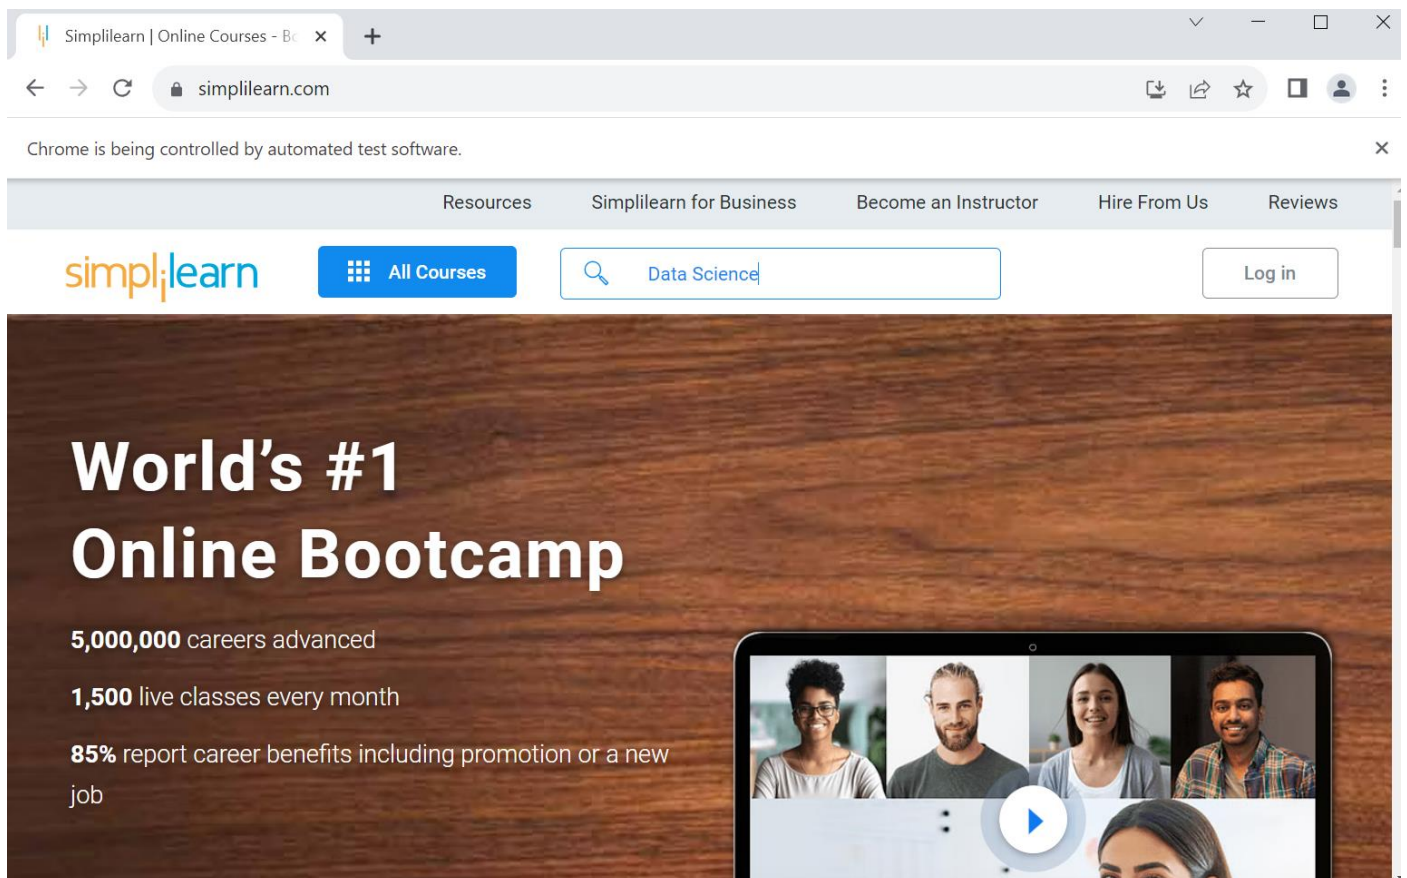 Simplilearn | Online Courses - Bo
simplilearn.com
Chrome is being controlled by automated test software.
Resources Simplilearn for Business Become an Instructor Hire From Us Reviews
simplilearn All Courses Data Science Log in
World’s #1
Online Bootcamp
5,000,000 careers advanced
1,500 live classes every month
85% report career benefits including promotion or a new
job